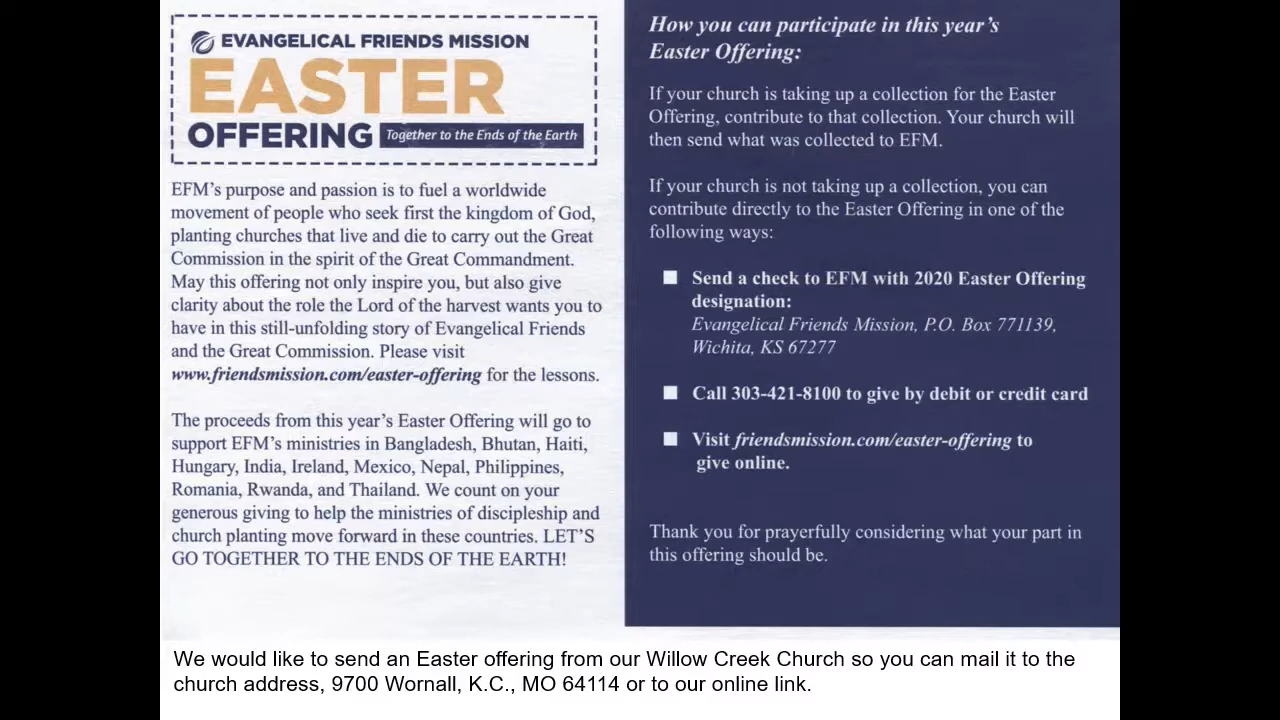 EVANGELICAL FRIENDS MISSION
EASTER
OFFERING Together to the Ends of the Earth
EFM's purpose and passion is to fuel a worldwide
movement of people who seek first the kingdom of God,
planting churches that live and die to carry out the Great
Commission in the spirit of the Great Commandment.
May this offering not only inspire you, but also give
clarity about the role the Lord of the harvest wants you to
have in this still-unfolding story of Evangelical Friends
and the Great Commission. Please visit
www.friendsmission.com/easter-offering for the lessons.
The proceeds from this year's Easter Offering will go to
support EFM's ministries in Bangladesh, Bhutan, Haiti,
Hungary, India, Ireland, Mexico, Nepal, Philippines,
Romania, Rwanda, and Thailand. We count on your
generous giving to help the ministries of discipleship and
church planting move forward in these countries. LET'S
GO TOGETHER TO THE ENDS OF THE EARTH!
How you can participate in this year's
Easter Offering:
If your church is taking up a collection for the Easter
Offering, contribute to that collection. Your church will
then send what was collected to EFM.
If your church is not taking up a collection, you can
contribute directly to the Easter Offering in one of the
following ways:
■ Send a check to EFM with 2020 Easter Offering
designation:
Evangelical Friends Mission, P.O. Box 771139,
Wichita, KS 67277
■ Call 303-421-8100 to give by debit or credit card
■ Visit friendsmission.com/easter-offering to
give online.
Thank you for prayerfully considering what your part in
this offering should be.
We would like to send an Easter offering from our Willow Creek Church so you can mail it to the
church address, 9700 Wornall, K.C., MO 64114 or to our online link.